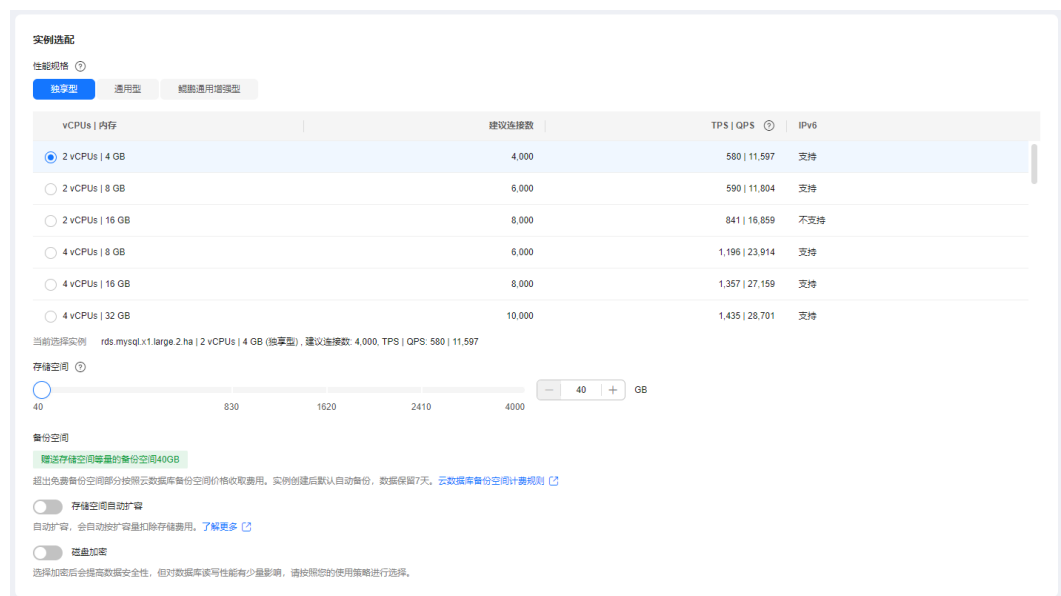 实例选配
性能规格
独享型 通用型 鲲鹏通用增强型
vCPUs | 内存 建议连接数 TPS | QPS IPv6
2 vCPUs | 4 GB 4,000 580 | 11,597 支持
2 vCPUs | 8 GB 6,000 590 | 11,804 支持
2 vCPUs | 16 GB 8,000 841 | 16,859 不支持
4 vCPUs | 8 GB 6,000 1,196 | 23,914 支持
4 vCPUs | 16 GB 8,000 1,357 | 27,159 支持
4 vCPUs | 32 GB 10,000 1,435 | 28,701 支持
当前选择实例 rds.mysql.x1.large.2.ha | 2 vCPUs | 4 GB (独享型) , 建议连接数: 4,000, TPS | QPS: 580 | 11,597
存储空间
40 GB
40 830 1620 2410 4000
备份空间
赠送存储空间等量的备份空间40GB
超出免费备份空间部分按照云数据库备份空间价格收取费用。实例创建后默认自动备份，数据保留7天。云数据库备份空间计费规则
存储空间自动扩容
自动扩容，会自动按扩容量扣除存储费用。了解更多
磁盘加密
选择加密后会提高数据安全性，但对数据库读写性能有少量影响，请按照您的使用策略进行选择。